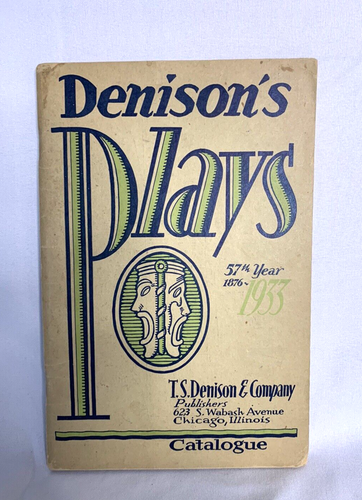 Denison's
Plays
57th Year
1876~1933
T.S. Denison & Company
Publishers
623 S. Wabash Avenue
Chicago, Illinois
Catalogue